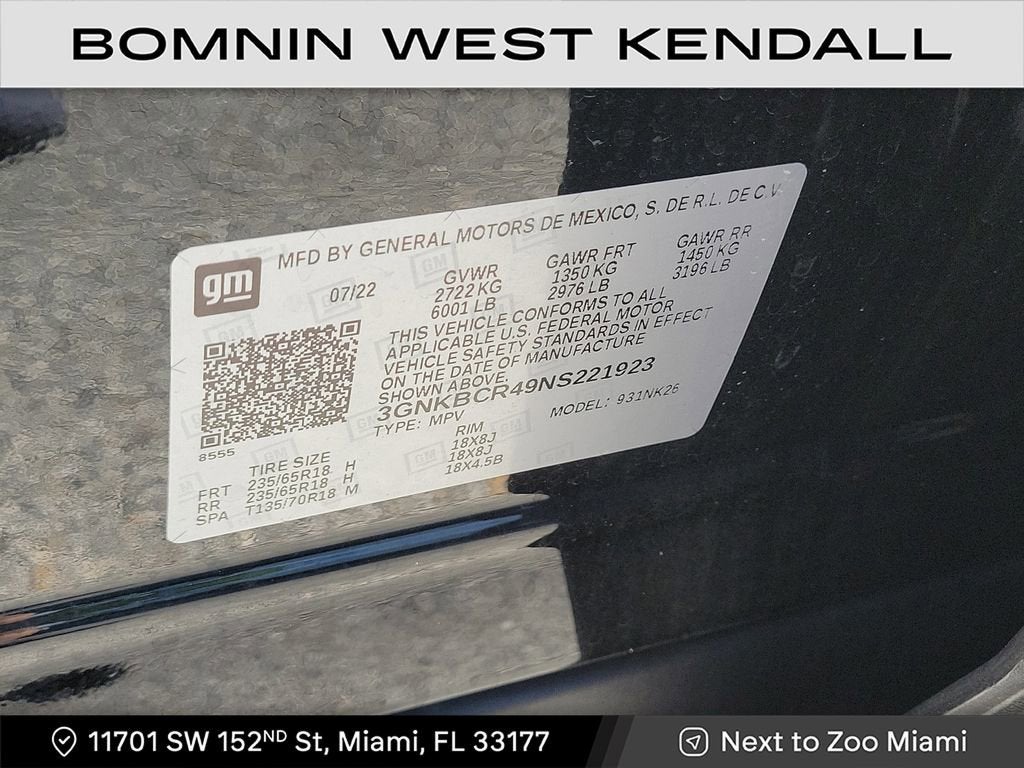 BOMNIN WEST KENDALL
MFD BY GENERAL MOTORS DE MEXICO, S. DE R.L. DE C.V.
gm
07/22
GVWR
2722 KG
6001 LB
GAWR FRT
1350 KG
2976 LB
GAWR RR
1450 KG
3196 LB
THIS VEHICLE CONFORMS TO ALL
APPLICABLE U.S. FEDERAL MOTOR
VEHICLE SAFETY STANDARDS IN EFFECT
ON THE DATE OF MANUFACTURE
SHOWN ABOVE.
3GNKBCR49NS221923
TYPE: MPV
MODEL: 931NK26
8555
TIRE SIZE RIM
FRT 235/65R18 H 18X8J
RR 235/65R18 H 18X8J
SPA T135/70R18 M 18X4.5B
11701 SW 152ND St, Miami, FL 33177
Next to Zoo Miami